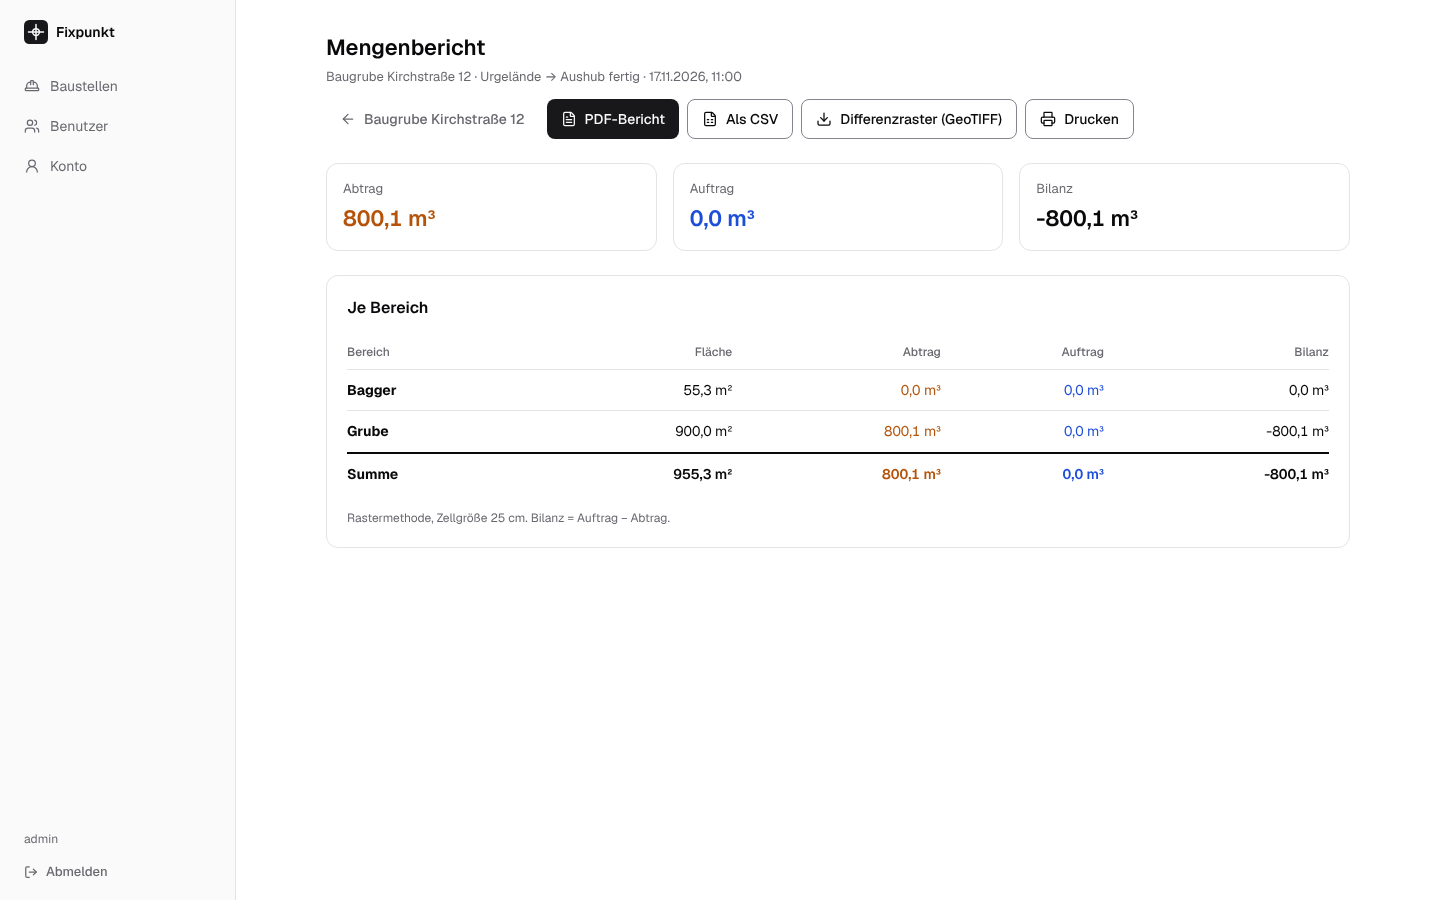 Fixpunkt
Baustellen
Benutzer
Konto
admin
Abmelden
Mengenbericht
Baugrube Kirchstraße 12 · Urgelände → Aushub fertig · 17.11.2026, 11:00
← Baugrube Kirchstraße 12 PDF-Bericht Als CSV Differenzraster (GeoTIFF) Drucken
Abtrag Auftrag Bilanz
800,1 m³ 0,0 m³ -800,1 m³
Je Bereich
Bereich Fläche Abtrag Auftrag Bilanz
Bagger 55,3 m² 0,0 m³ 0,0 m³ 0,0 m³
Grube 900,0 m² 800,1 m³ 0,0 m³ -800,1 m³
Summe 955,3 m² 800,1 m³ 0,0 m³ -800,1 m³
Rastermethode, Zellgröße 25 cm. Bilanz = Auftrag − Abtrag.